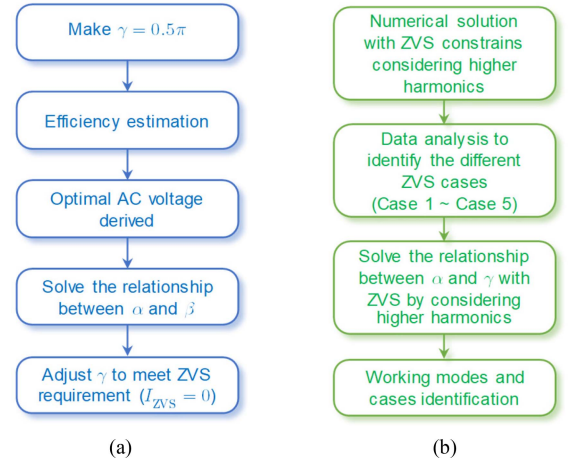 Make γ = 0.5π
Efficiency estimation
Optimal AC voltage
derived
Solve the relationship
between α and β
Adjust γ to meet ZVS
requirement (I_ZVS = 0)
(a)
Numerical solution
with ZVS constrains
considering higher
harmonics
Data analysis to
identify the different
ZVS cases
(Case 1 ~ Case 5)
Solve the relationship
between α and γ with
ZVS by considering
higher harmonics
Working modes and
cases identification
(b)